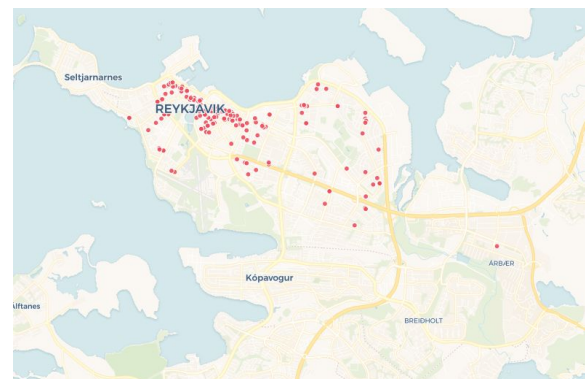 Seltjarnarnes
REYKJAVIK
ÁRBÆR
Kópavogur
Álftanes
BREIÐHOLT